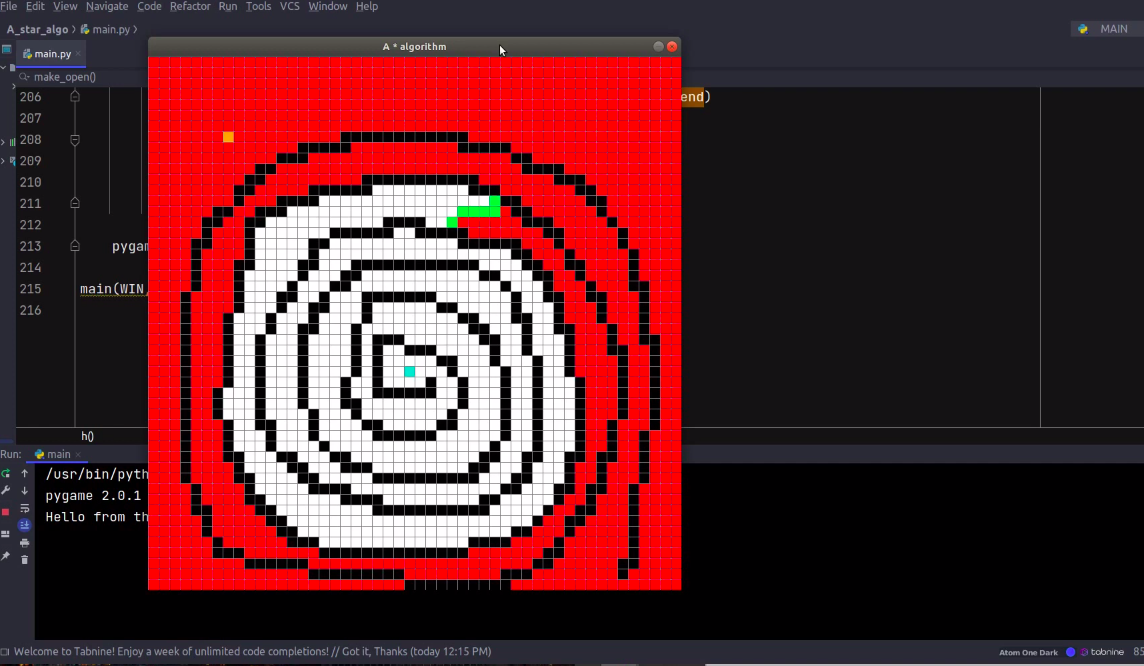 File Edit View Navigate Code Refactor Run Tools VCS Window Help
A_star_algo main.py
MAIN
main.py
A * algorithm
make_open()
206
end)
207
208
209
210
211
212
213 pygam
214
215 main(WIN,
216
h()
Run: main
/usr/bin/pyth
pygame 2.0.1
Hello from th
Welcome to Tabnine! Enjoy a week of unlimited code completions! // Got it, Thanks (today 12:15 PM)
Atom One Dark tabnine